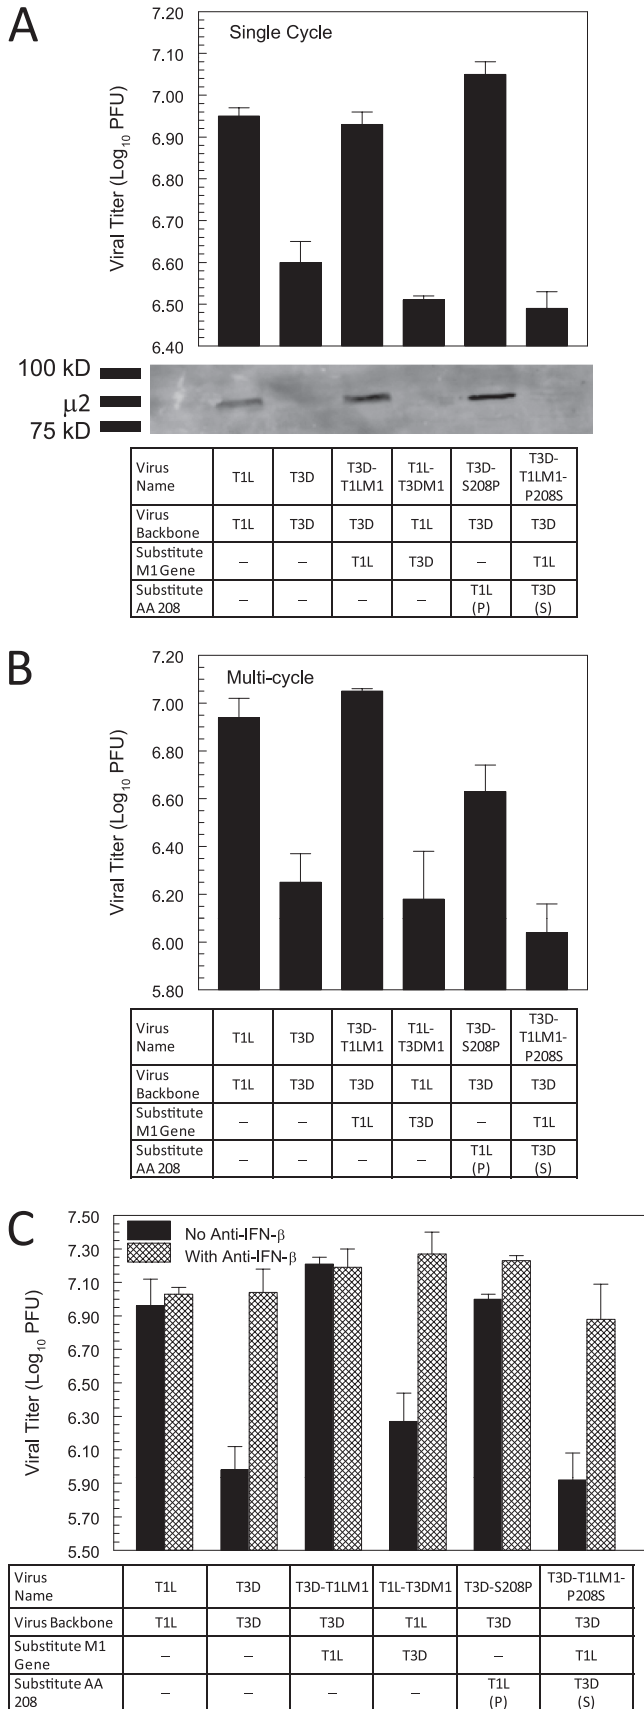 A
Single Cycle
Viral Titer (Log10 PFU)
7.20
7.10
7.00
6.90
6.80
6.70
6.60
6.50
6.40
100 kD
μ2
75 kD
Virus Name | T1L | T3D | T3D-T1LM1 | T1L-T3DM1 | T3D-S208P | T3D-T1LM1-P208S
Virus Backbone | T1L | T3D | T3D | T1L | T3D | T3D
Substitute M1 Gene | – | – | T1L | T3D | – | T1L
Substitute AA 208 | – | – | – | – | T1L (P) | T3D (S)
B
Multi-cycle
Viral Titer (Log10 PFU)
7.20
7.00
6.80
6.60
6.40
6.20
6.00
5.80
Virus Name | T1L | T3D | T3D-T1LM1 | T1L-T3DM1 | T3D-S208P | T3D-T1LM1-P208S
Virus Backbone | T1L | T3D | T3D | T1L | T3D | T3D
Substitute M1 Gene | – | – | T1L | T3D | – | T1L
Substitute AA 208 | – | – | – | – | T1L (P) | T3D (S)
C
No Anti-IFN-β
With Anti-IFN-β
Viral Titer (Log10 PFU)
7.50
7.30
7.10
6.90
6.70
6.50
6.30
6.10
5.90
5.70
5.50
Virus Name | T1L | T3D | T3D-T1LM1 | T1L-T3DM1 | T3D-S208P | T3D-T1LM1-P208S
Virus Backbone | T1L | T3D | T3D | T1L | T3D | T3D
Substitute M1 Gene | – | – | T1L | T3D | – | T1L
Substitute AA 208 | – | – | – | – | T1L (P) | T3D (S)